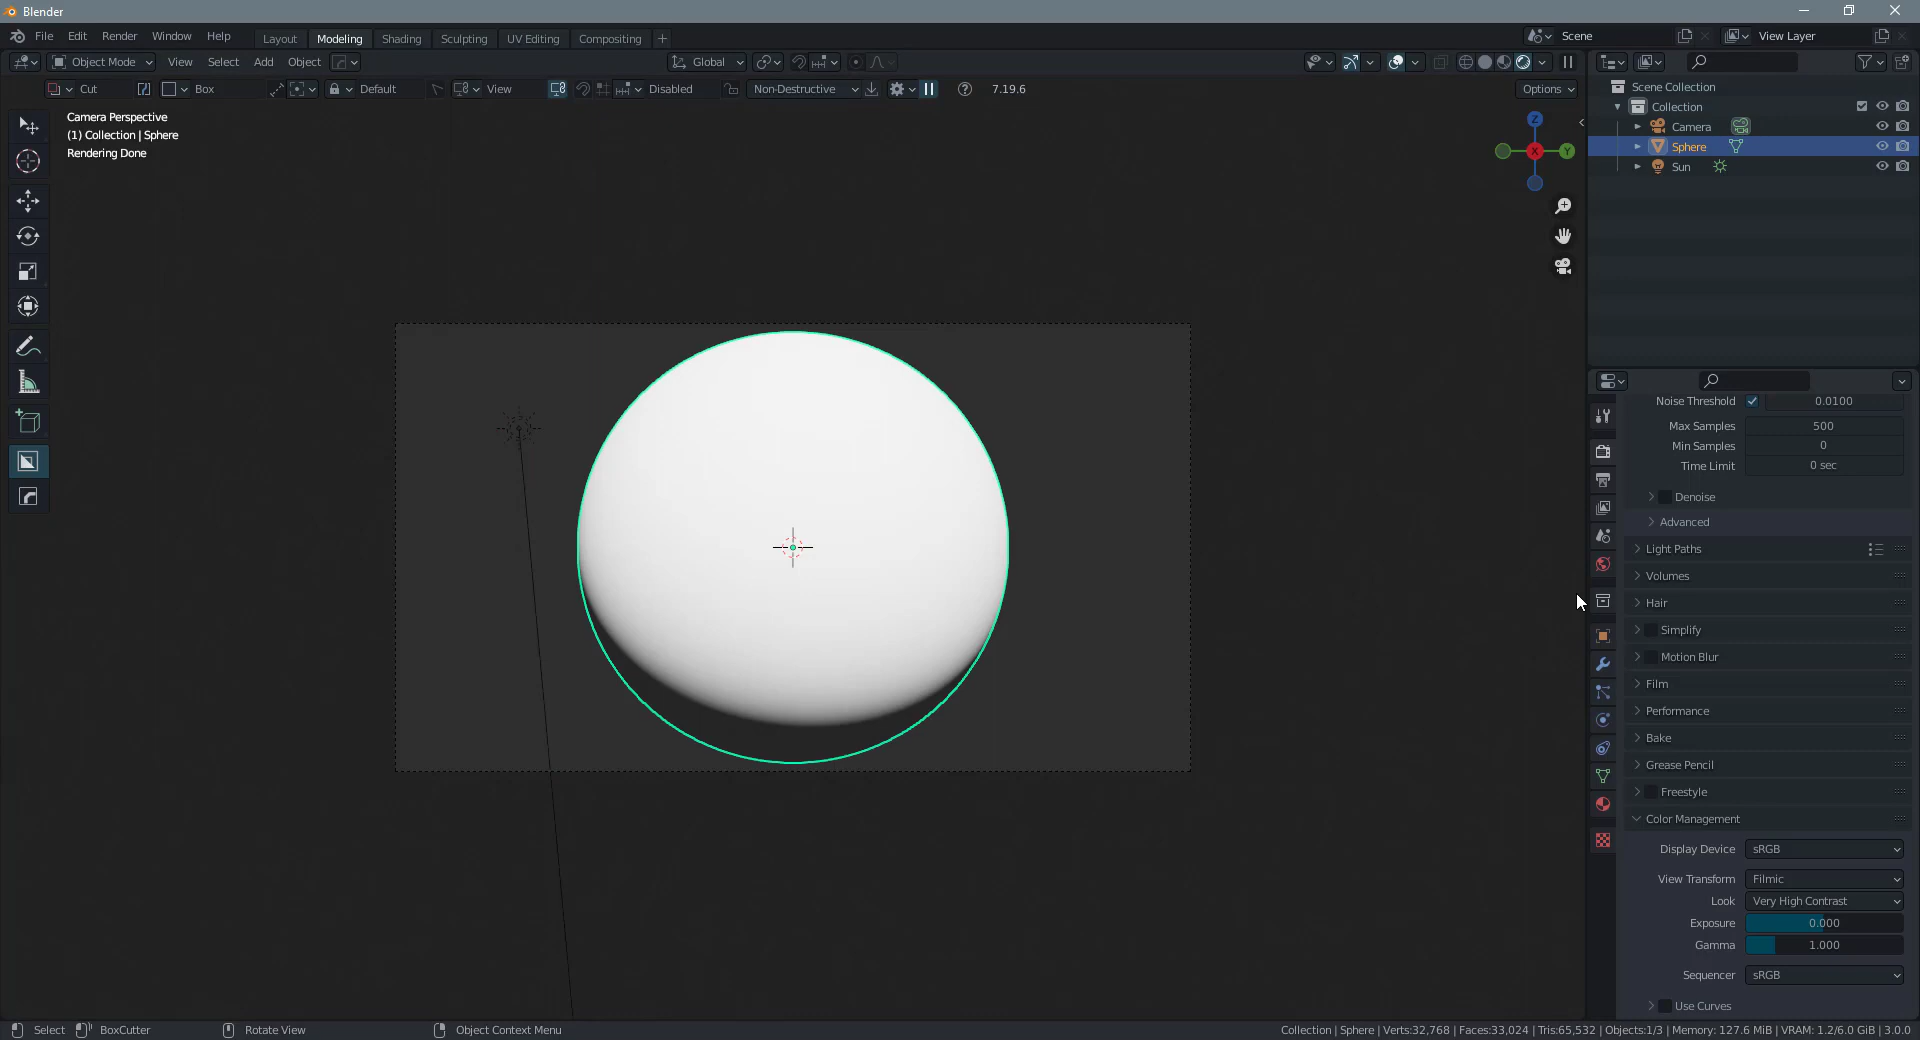 Blender
File Edit Render Window Help Layout Modeling Shading Sculpting UV Editing Compositing + Scene View Layer
Object Mode View Select Add Object Global
Cut Box Default View Disabled Non-Destructive 7.19.6 Options
Camera Perspective
(1) Collection | Sphere
Rendering Done
Z
X
Y
Scene Collection
Collection
Camera
Sphere
Sun
Noise Threshold 0.0100
Max Samples 500
Min Samples 0
Time Limit 0 sec
Denoise
Advanced
Light Paths
Volumes
Hair
Simplify
Motion Blur
Film
Performance
Bake
Grease Pencil
Freestyle
Color Management
Display Device sRGB
View Transform Filmic
Look Very High Contrast
Exposure 0.000
Gamma 1.000
Sequencer sRGB
Use Curves
Select BoxCutter Rotate View Object Context Menu Collection | Sphere | Verts:32,768 | Faces:33,024 | Tris:65,532 | Objects:1/3 | Memory: 127.6 MiB | VRAM: 1.2/6.0 GiB | 3.0.0